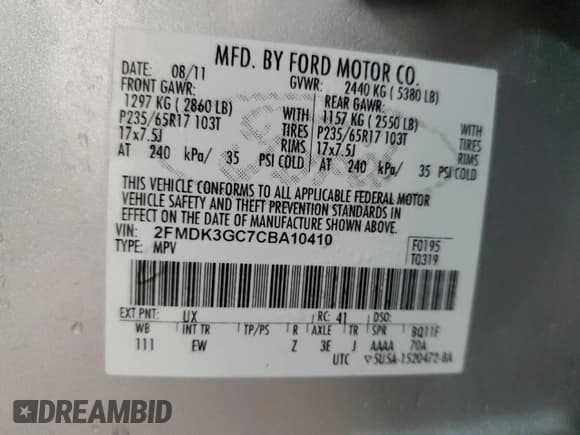 MFD. BY FORD MOTOR CO.
DATE: 08/11 GVWR: 2440 KG ( 5380 LB)
FRONT GAWR: REAR GAWR:
1297 KG ( 2860 LB) WITH 1157 KG ( 2550 LB) WITH
P235/65R17 103T TIRES P235/65R17 103T TIRES
17x7.5J RIMS 17x7.5J RIMS
AT 240 kPa/ 35 PSI COLD AT 240 kPa/ 35 PSI COLD
THIS VEHICLE CONFORMS TO ALL APPLICABLE FEDERAL MOTOR
VEHICLE SAFETY AND THEFT PREVENTION STANDARDS IN
EFFECT ON THE DATE OF MANUFACTURE SHOWN ABOVE.
VIN: 2FMDK3GC7CBA10410 F0195
TYPE: MPV T0319
EXT PNT: UX RC: 41 DSO:
WB INT TR TP/PS R AXLE TR SPR BQ11F
111 EW Z 3E J AAAA 70A
UTC
DREAMBID